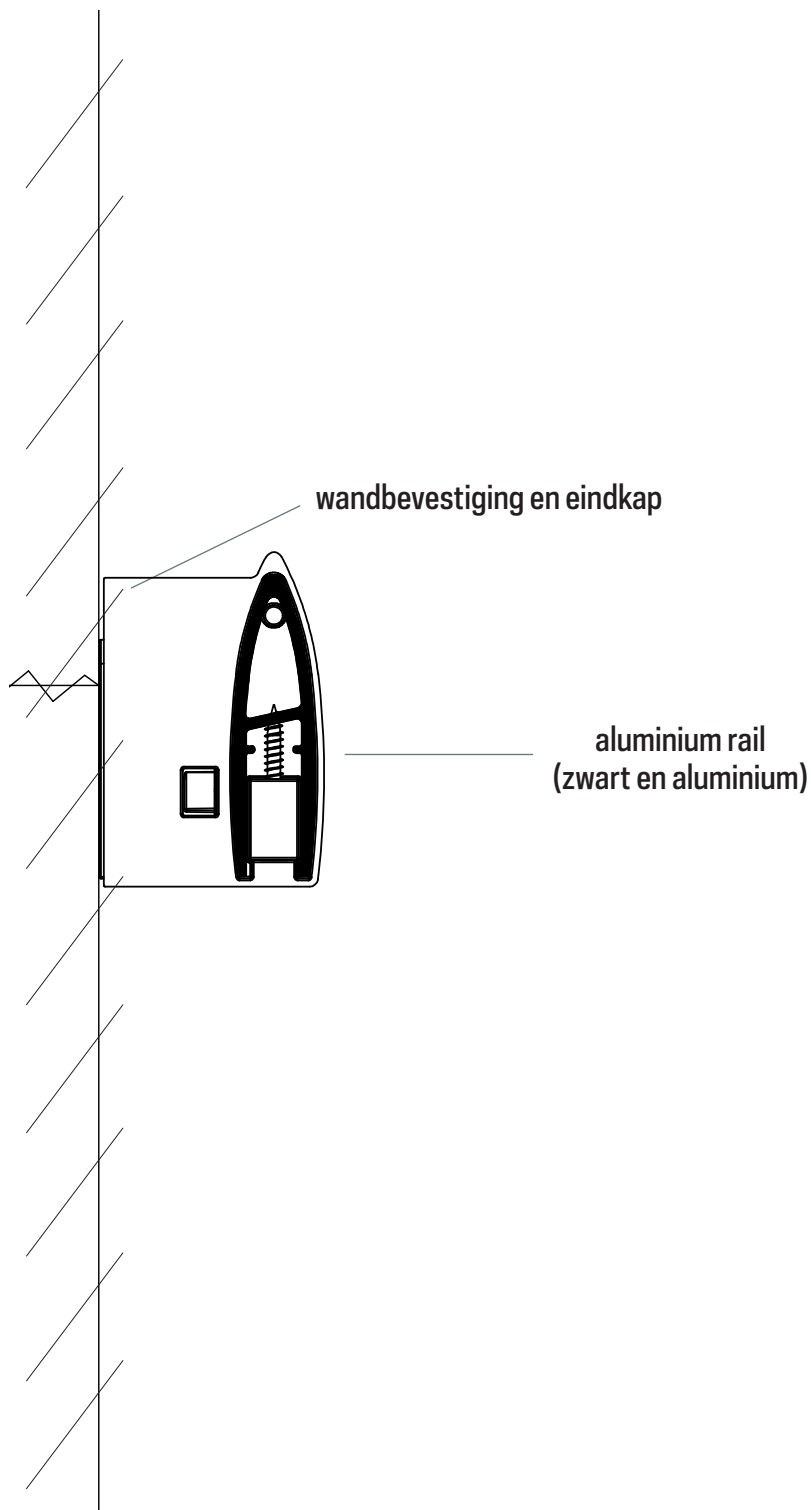 wandbevestiging en eindkap
aluminium rail
(zwart en aluminium)